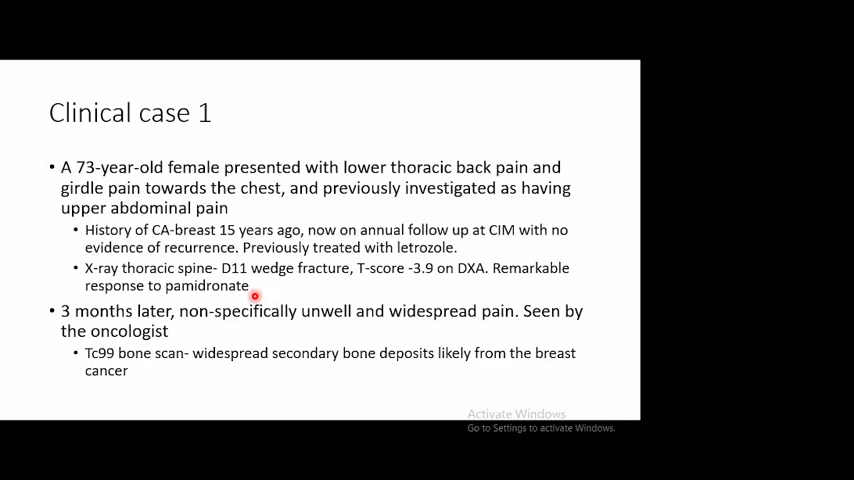 Clinical case 1
• A 73-year-old female presented with lower thoracic back pain and
girdle pain towards the chest, and previously investigated as having
upper abdominal pain
• History of CA-breast 15 years ago, now on annual follow up at CIM with no
evidence of recurrence. Previously treated with letrozole.
• X-ray thoracic spine- D11 wedge fracture, T-score -3.9 on DXA. Remarkable
response to pamidronate
• 3 months later, non-specifically unwell and widespread pain. Seen by
the oncologist
• Tc99 bone scan- widespread secondary bone deposits likely from the breast
cancer
Activate Windows
Go to Settings to activate Windows.